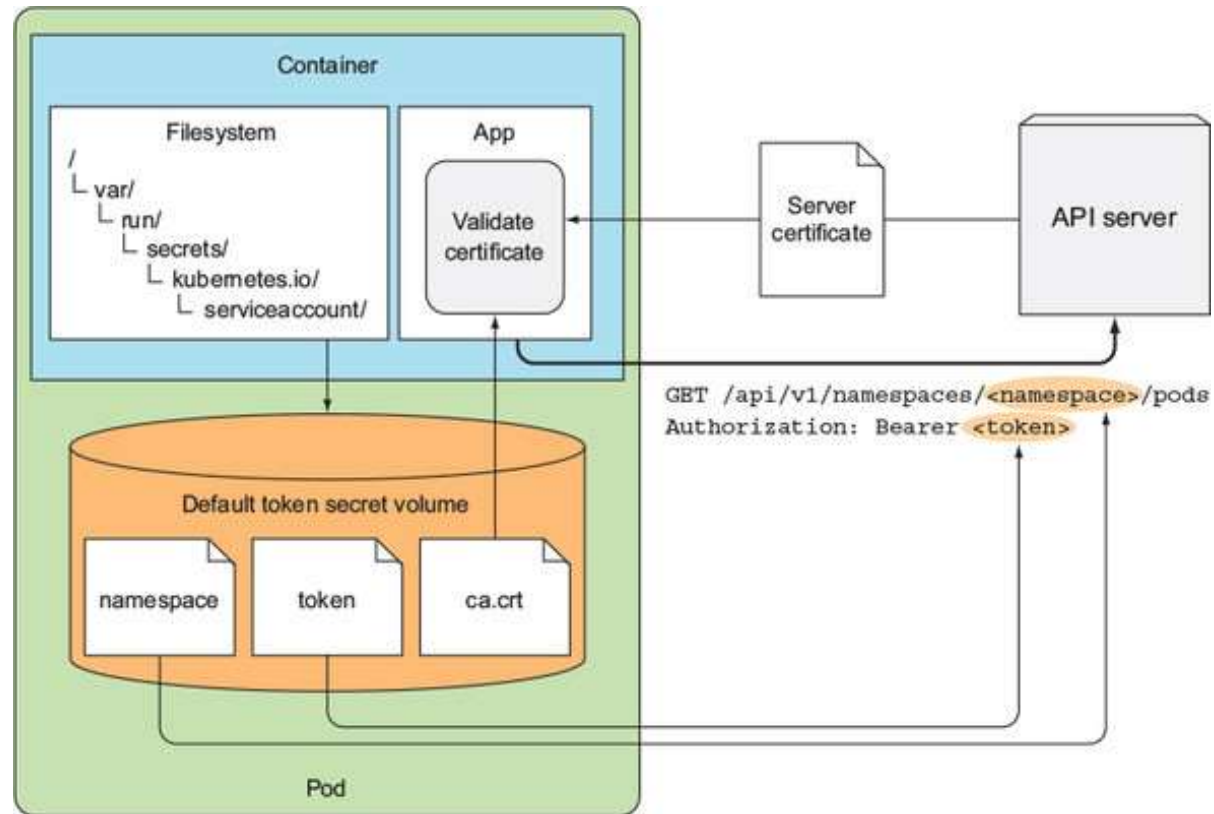 Container
Filesystem
/
var/
run/
secrets/
kubernetes.io/
serviceaccount/
App
Validate
certificate
Server
certificate
API server
GET /api/v1/namespaces/<namespace>/pods
Authorization: Bearer <token>
Default token secret volume
namespace
token
ca.crt
Pod